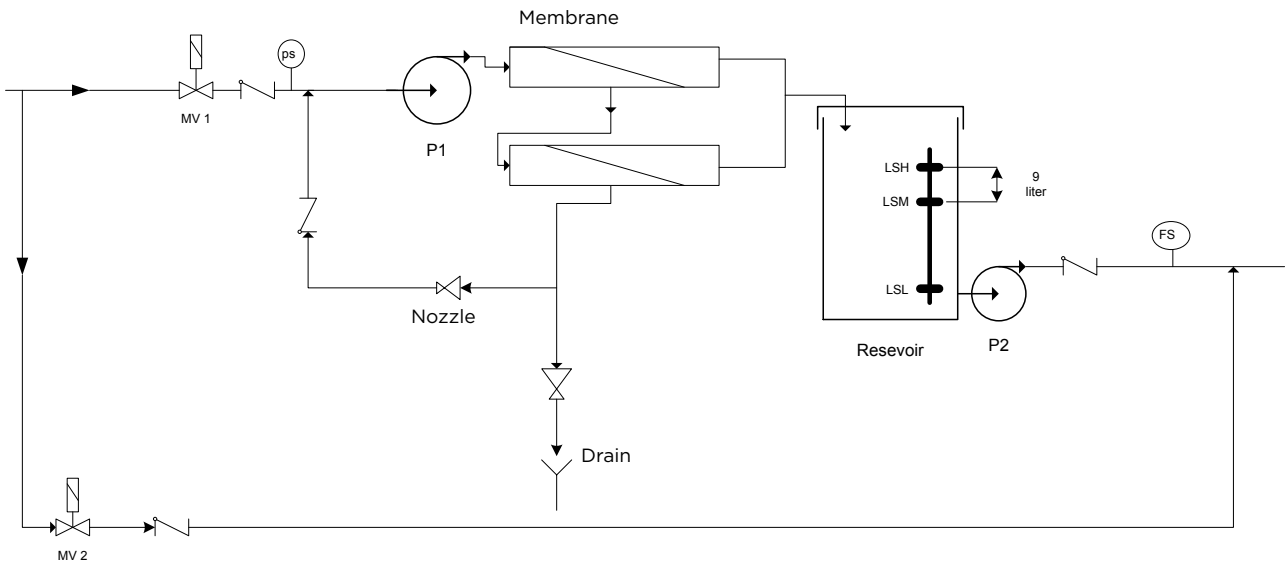 Membrane
ps
MV 1
P1
LSH
LSM
9
liter
FS
LSL
Nozzle
Resevoir
P2
Drain
MV 2